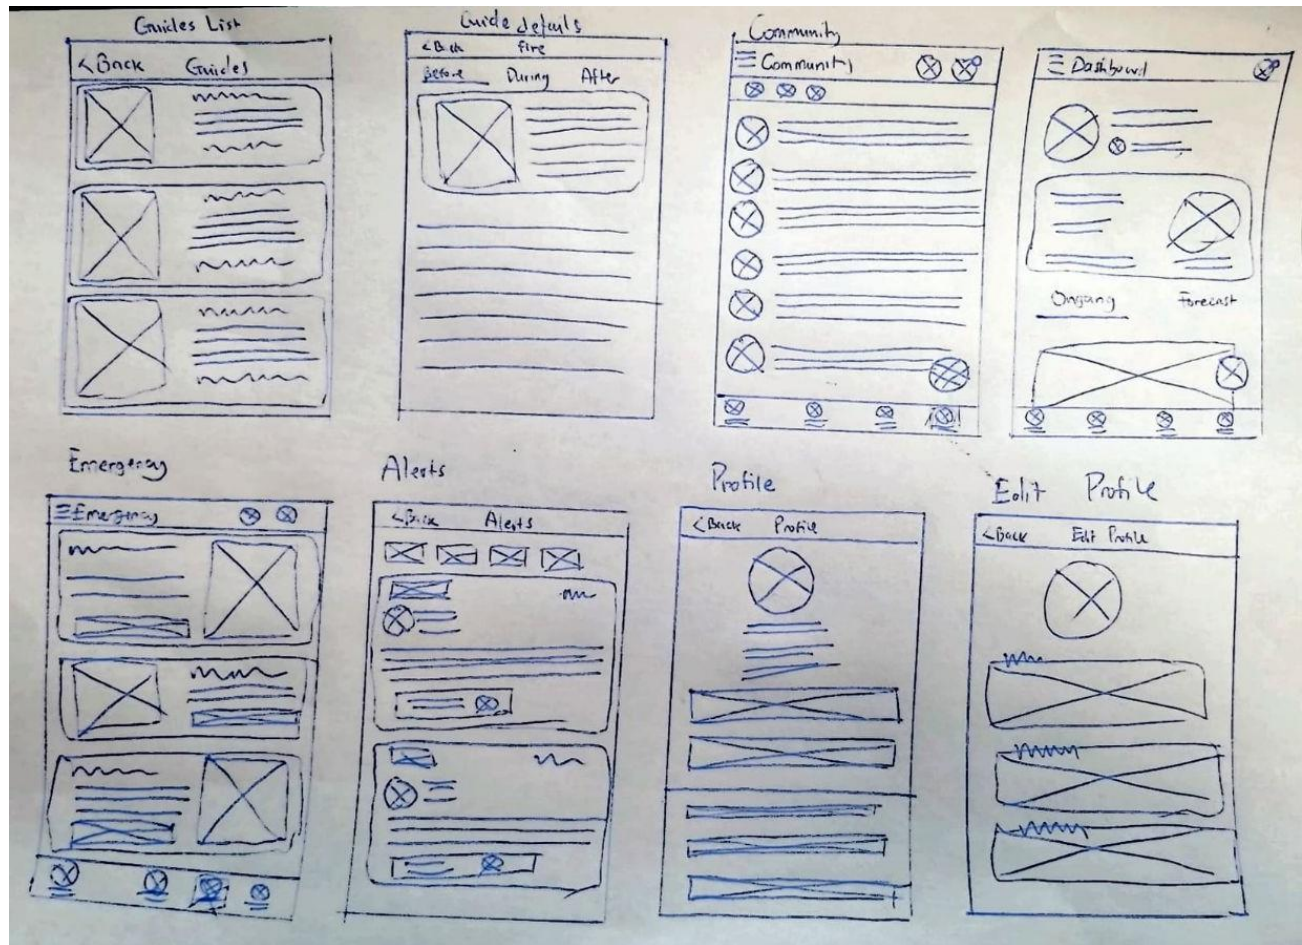 Guides List
<Back Guides
Guide details
<Back Fire
Before During After
Community
Community
Dashboard
Ongoing Forecast
Emergency
Emergency
Alerts
<Back Alerts
Profile
<Back Profile
Edit Profile
<Back Edit Profile